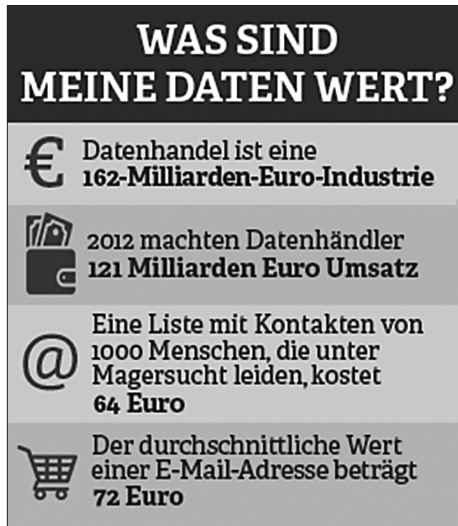 WAS SIND
MEINE DATEN WERT?
€
Datenhandel ist eine
162-Milliarden-Euro-Industrie
2012 machten Datenhändler
121 Milliarden Euro Umsatz
@
Eine Liste mit Kontakten von
1000 Menschen, die unter
Magersucht leiden, kostet
64 Euro
Der durchschnittliche Wert
einer E-Mail-Adresse beträgt
72 Euro